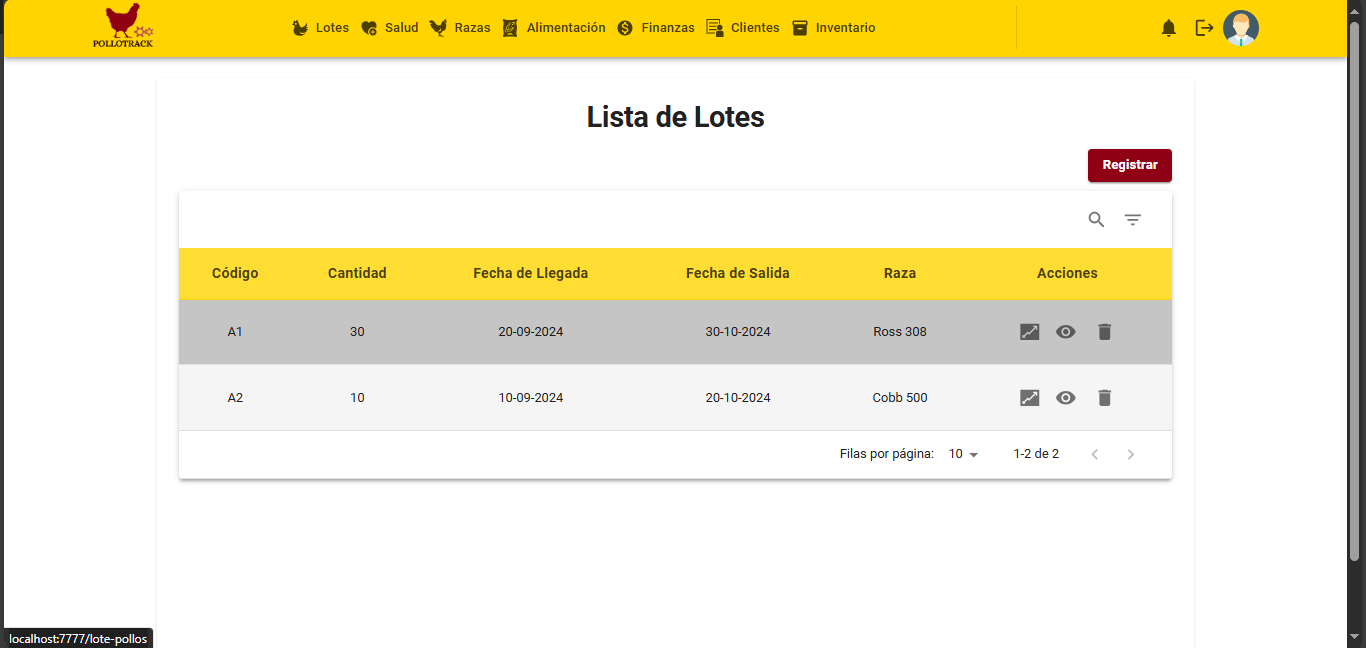 POLLOTRACK
Lotes Salud Razas Alimentación Finanzas Clientes Inventario
Lista de Lotes
Registrar
Código Cantidad Fecha de Llegada Fecha de Salida Raza Acciones
A1 30 20-09-2024 30-10-2024 Ross 308
A2 10 10-09-2024 20-10-2024 Cobb 500
Filas por página: 10 1-2 de 2
localhost:7777/lote-pollos